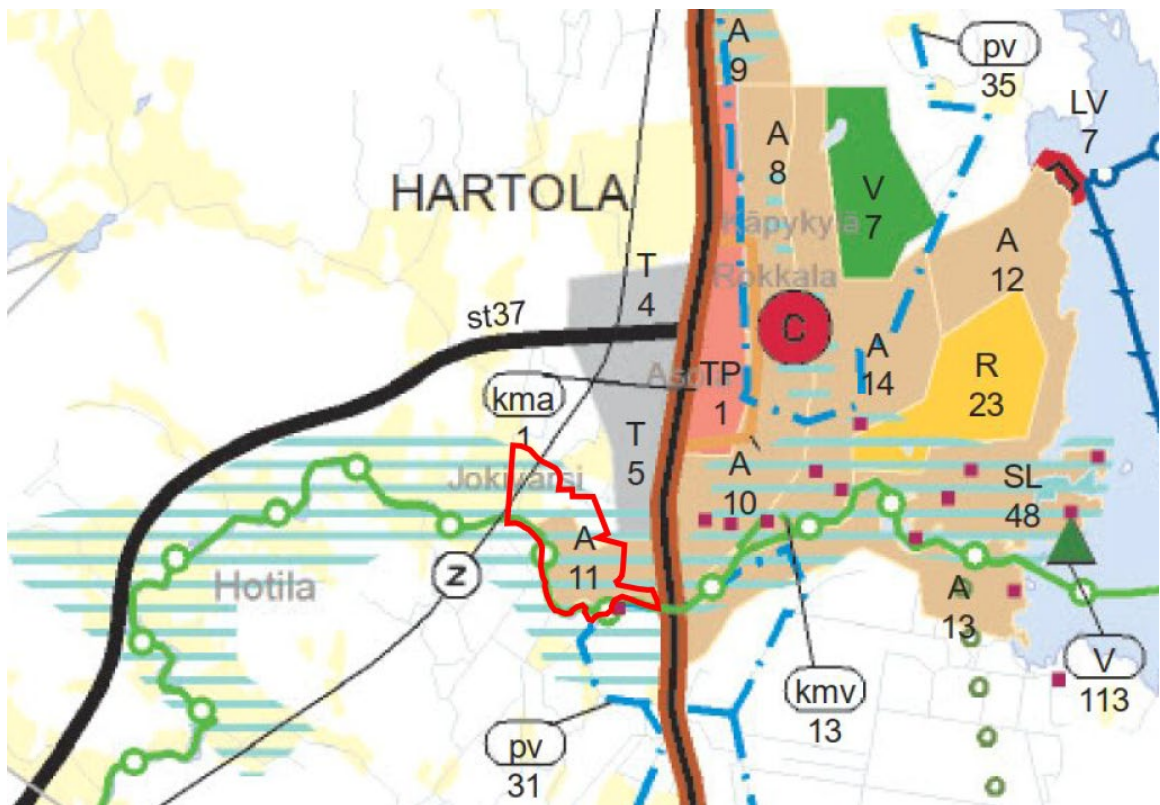 A
9
pv
35
LV
7
A
8
V
7
HARTOLA
Käpykylä
A
12
T
4
Rokkala
st37
C
A
14
R
23
TP
1
kma
1
T
5
Jokuarsi
A
10
SL
48
A
11
z
Hotila
A
13
V
113
kmv
13
pv
31